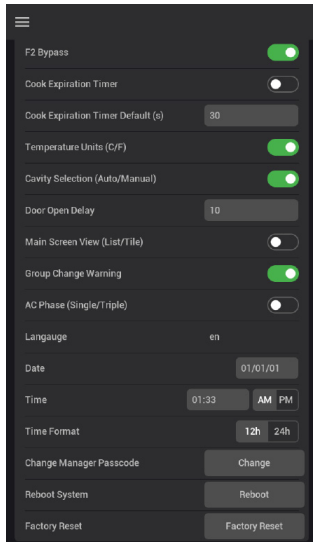 F2 Bypass
Cook Expiration Timer
Cook Expiration Timer Default (s) 30
Temperature Units (C/F)
Cavity Selection (Auto/Manual)
Door Open Delay 10
Main Screen View (List/Tile)
Group Change Warning
AC Phase (Single/Triple)
Langauge en
Date 01/01/01
Time 01:33 AM PM
Time Format 12h 24h
Change Manager Passcode Change
Reboot System Reboot
Factory Reset Factory Reset